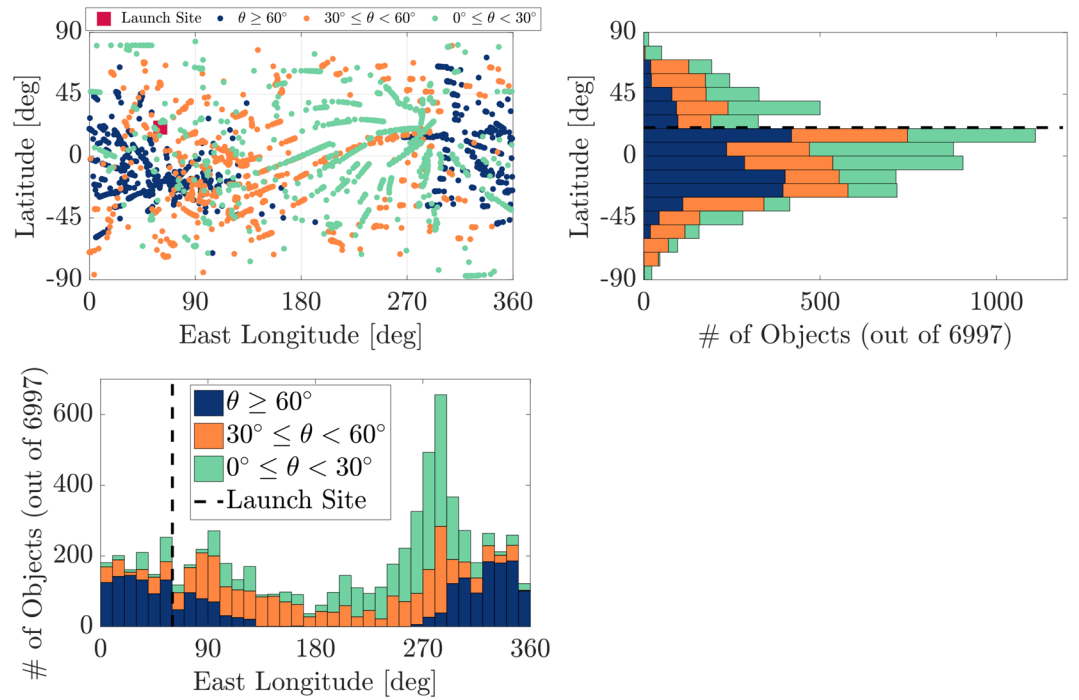 Launch Site θ ≥ 60° 30° ≤ θ < 60° 0° ≤ θ < 30°
90
45
0
-45
-90
Latitude [deg]
0 90 180 270 360
East Longitude [deg]
90
45
0
-45
-90
Latitude [deg]
0 500 1000
# of Objects (out of 6997)
600
400
200
0
# of Objects (out of 6997)
θ ≥ 60°
30° ≤ θ < 60°
0° ≤ θ < 30°
Launch Site
0 90 180 270 360
East Longitude [deg]